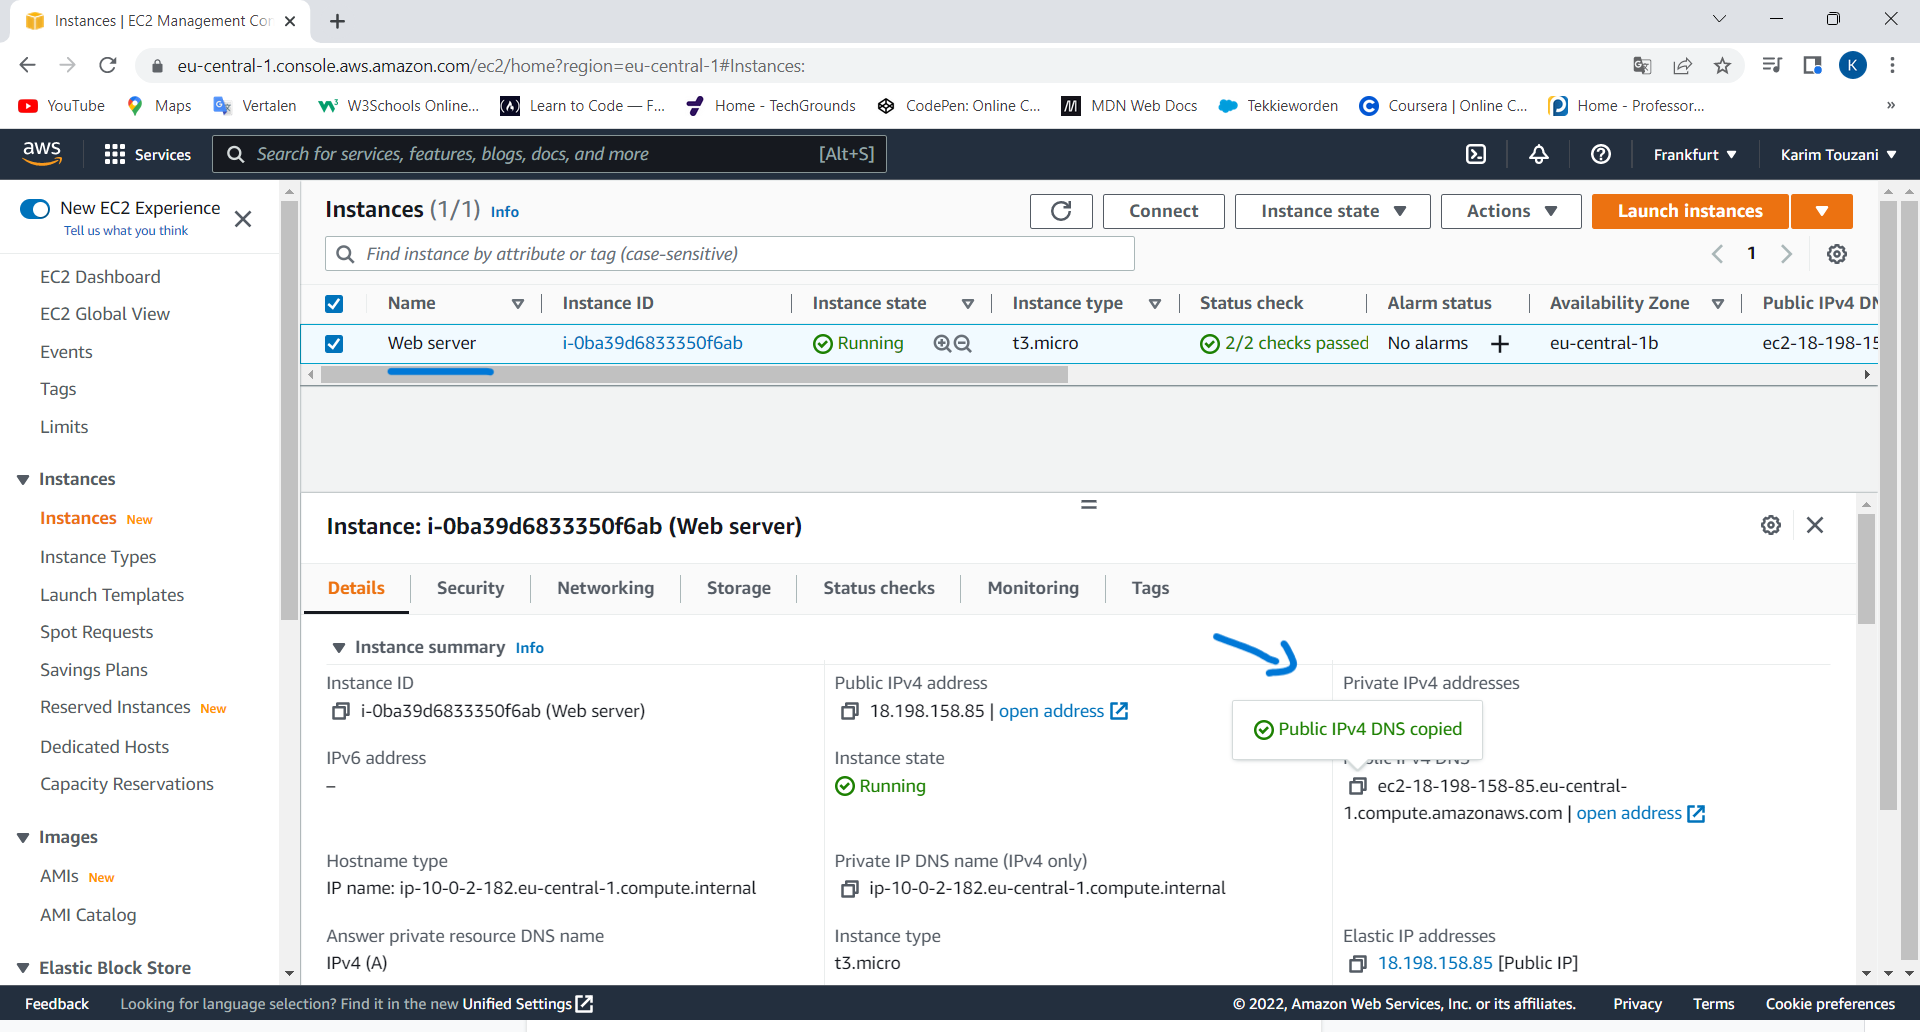 Instances | EC2 Management Con
eu-central-1.console.aws.amazon.com/ec2/home?region=eu-central-1#Instances:
K
YouTube Maps Vertalen W3Schools Online... Learn to Code — F... Home - TechGrounds CodePen: Online C... MDN Web Docs Tekkieworden Coursera | Online C... Home - Professor... »
aws Services Search for services, features, blogs, docs, and more [Alt+S] Frankfurt Karim Touzani
New EC2 Experience
Tell us what you think
EC2 Dashboard
EC2 Global View
Events
Tags
Limits
Instances
Instances New
Instance Types
Launch Templates
Spot Requests
Savings Plans
Reserved Instances New
Dedicated Hosts
Capacity Reservations
Images
AMIs New
AMI Catalog
Elastic Block Store
Instances (1/1) Info
Connect Instance state Actions Launch instances
Find instance by attribute or tag (case-sensitive)
1
Name Instance ID Instance state Instance type Status check Alarm status Availability Zone Public IPv4 DN
Web server i-0ba39d6833350f6ab Running t3.micro 2/2 checks passed No alarms + eu-central-1b ec2-18-198-15
Instance: i-0ba39d6833350f6ab (Web server)
Details Security Networking Storage Status checks Monitoring Tags
Instance summary Info
Instance ID
i-0ba39d6833350f6ab (Web server)
Public IPv4 address
18.198.158.85 | open address
Private IPv4 addresses
Public IPv4 DNS copied
IPv6 address
–
Instance state
Running
Public IPv4 DNS
ec2-18-198-158-85.eu-central-
1.compute.amazonaws.com | open address
Hostname type
IP name: ip-10-0-2-182.eu-central-1.compute.internal
Private IP DNS name (IPv4 only)
ip-10-0-2-182.eu-central-1.compute.internal
Answer private resource DNS name
IPv4 (A)
Instance type
t3.micro
Elastic IP addresses
18.198.158.85 [Public IP]
Feedback Looking for language selection? Find it in the new Unified Settings © 2022, Amazon Web Services, Inc. or its affiliates. Privacy Terms Cookie preferences